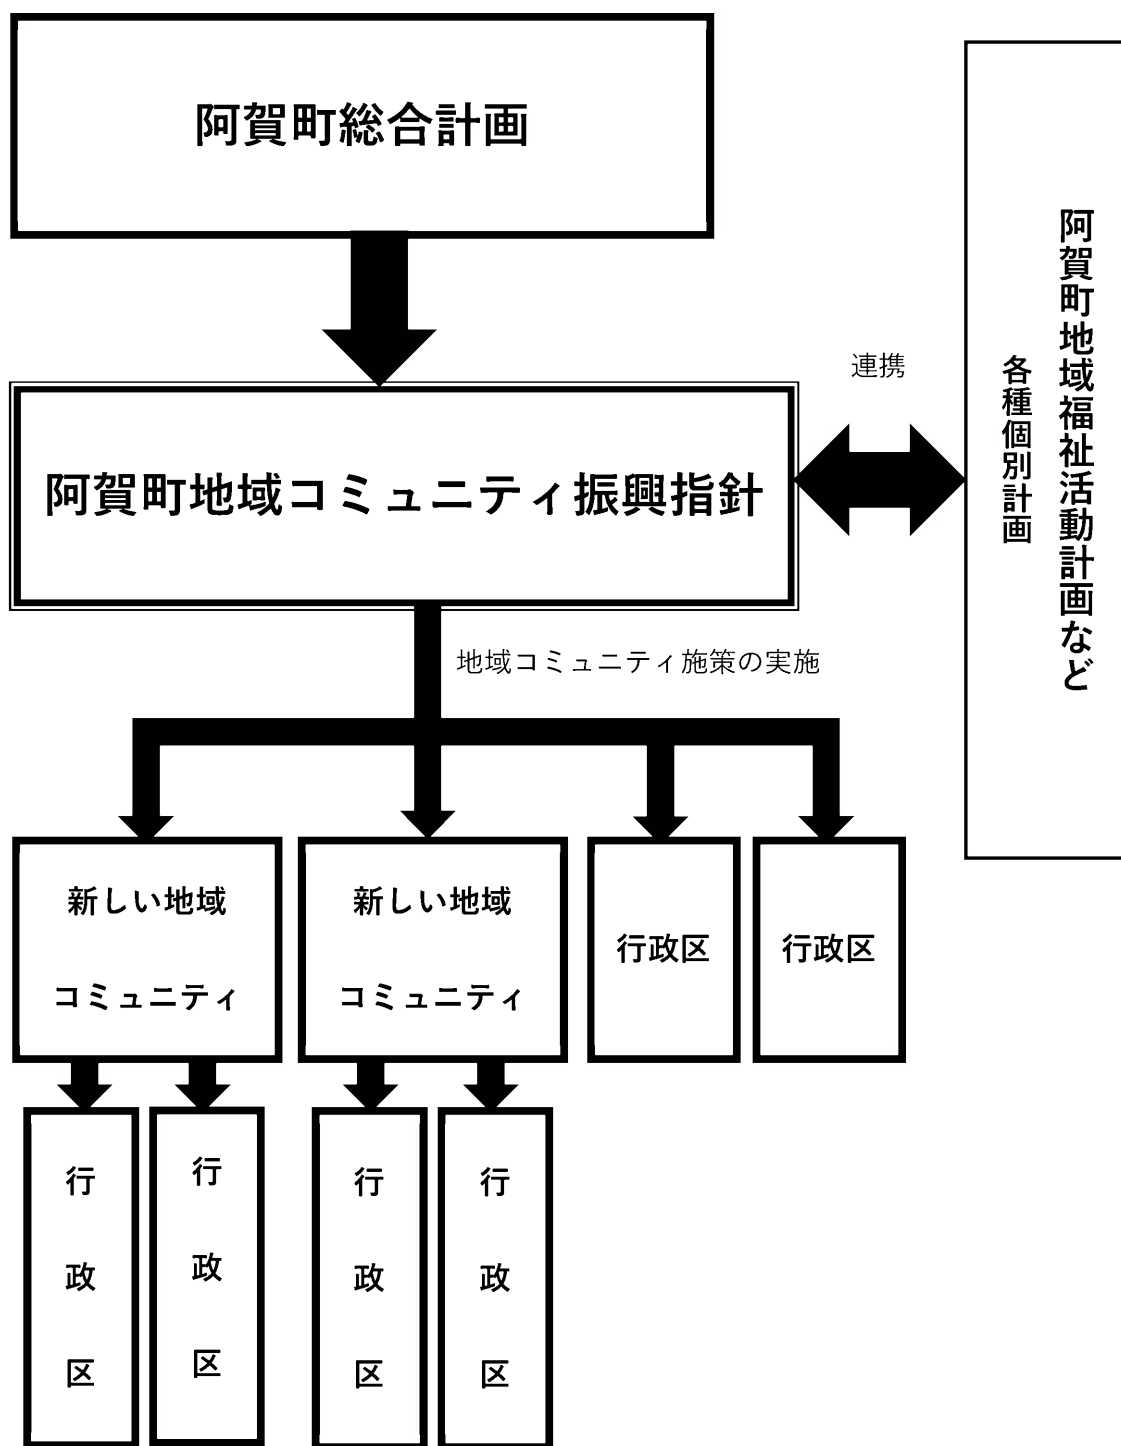 阿賀町総合計画
阿賀町地域福祉活動計画など
各種個別計画
連携
阿賀町地域コミュニティ振興指針
地域コミュニティ施策の実施
新しい地域
コミュニティ
新しい地域
コミュニティ
行政区
行政区
行政区
行政区
行政区
行政区